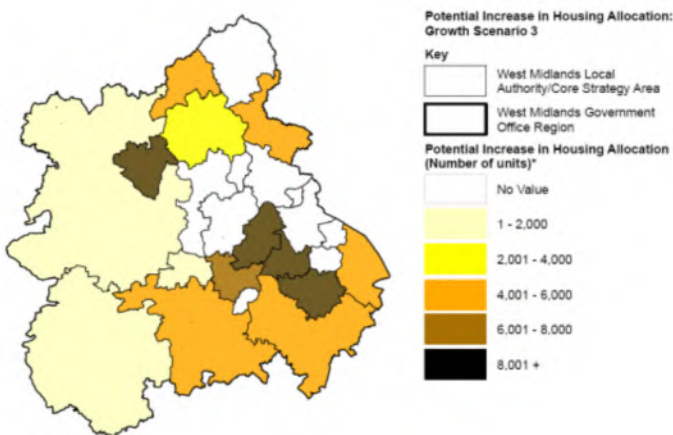 Potential Increase in Housing Allocation:
Growth Scenario 3
Key
West Midlands Local
Authority/Core Strategy Area
West Midlands Government
Office Region
Potential Increase in Housing Allocation
(Number of units)*
No Value
1 - 2,000
2,001 - 4,000
4,001 - 6,000
6,001 - 8,000
8,001 +